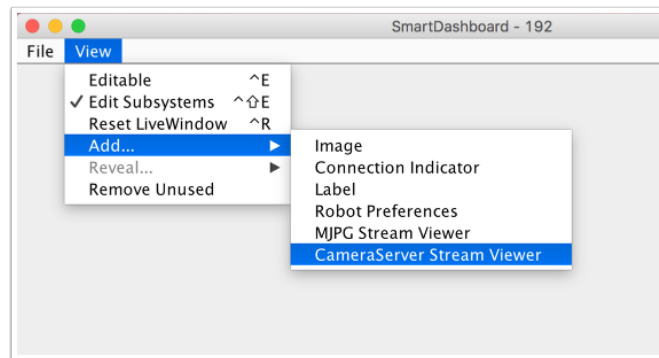 SmartDashboard - 192
File View
Editable ^E
✓ Edit Subsystems ^⇧E
Reset LiveWindow ^R
Add... ▶
Reveal... ▶
Remove Unused
Image
Connection Indicator
Label
Robot Preferences
MJPG Stream Viewer
CameraServer Stream Viewer